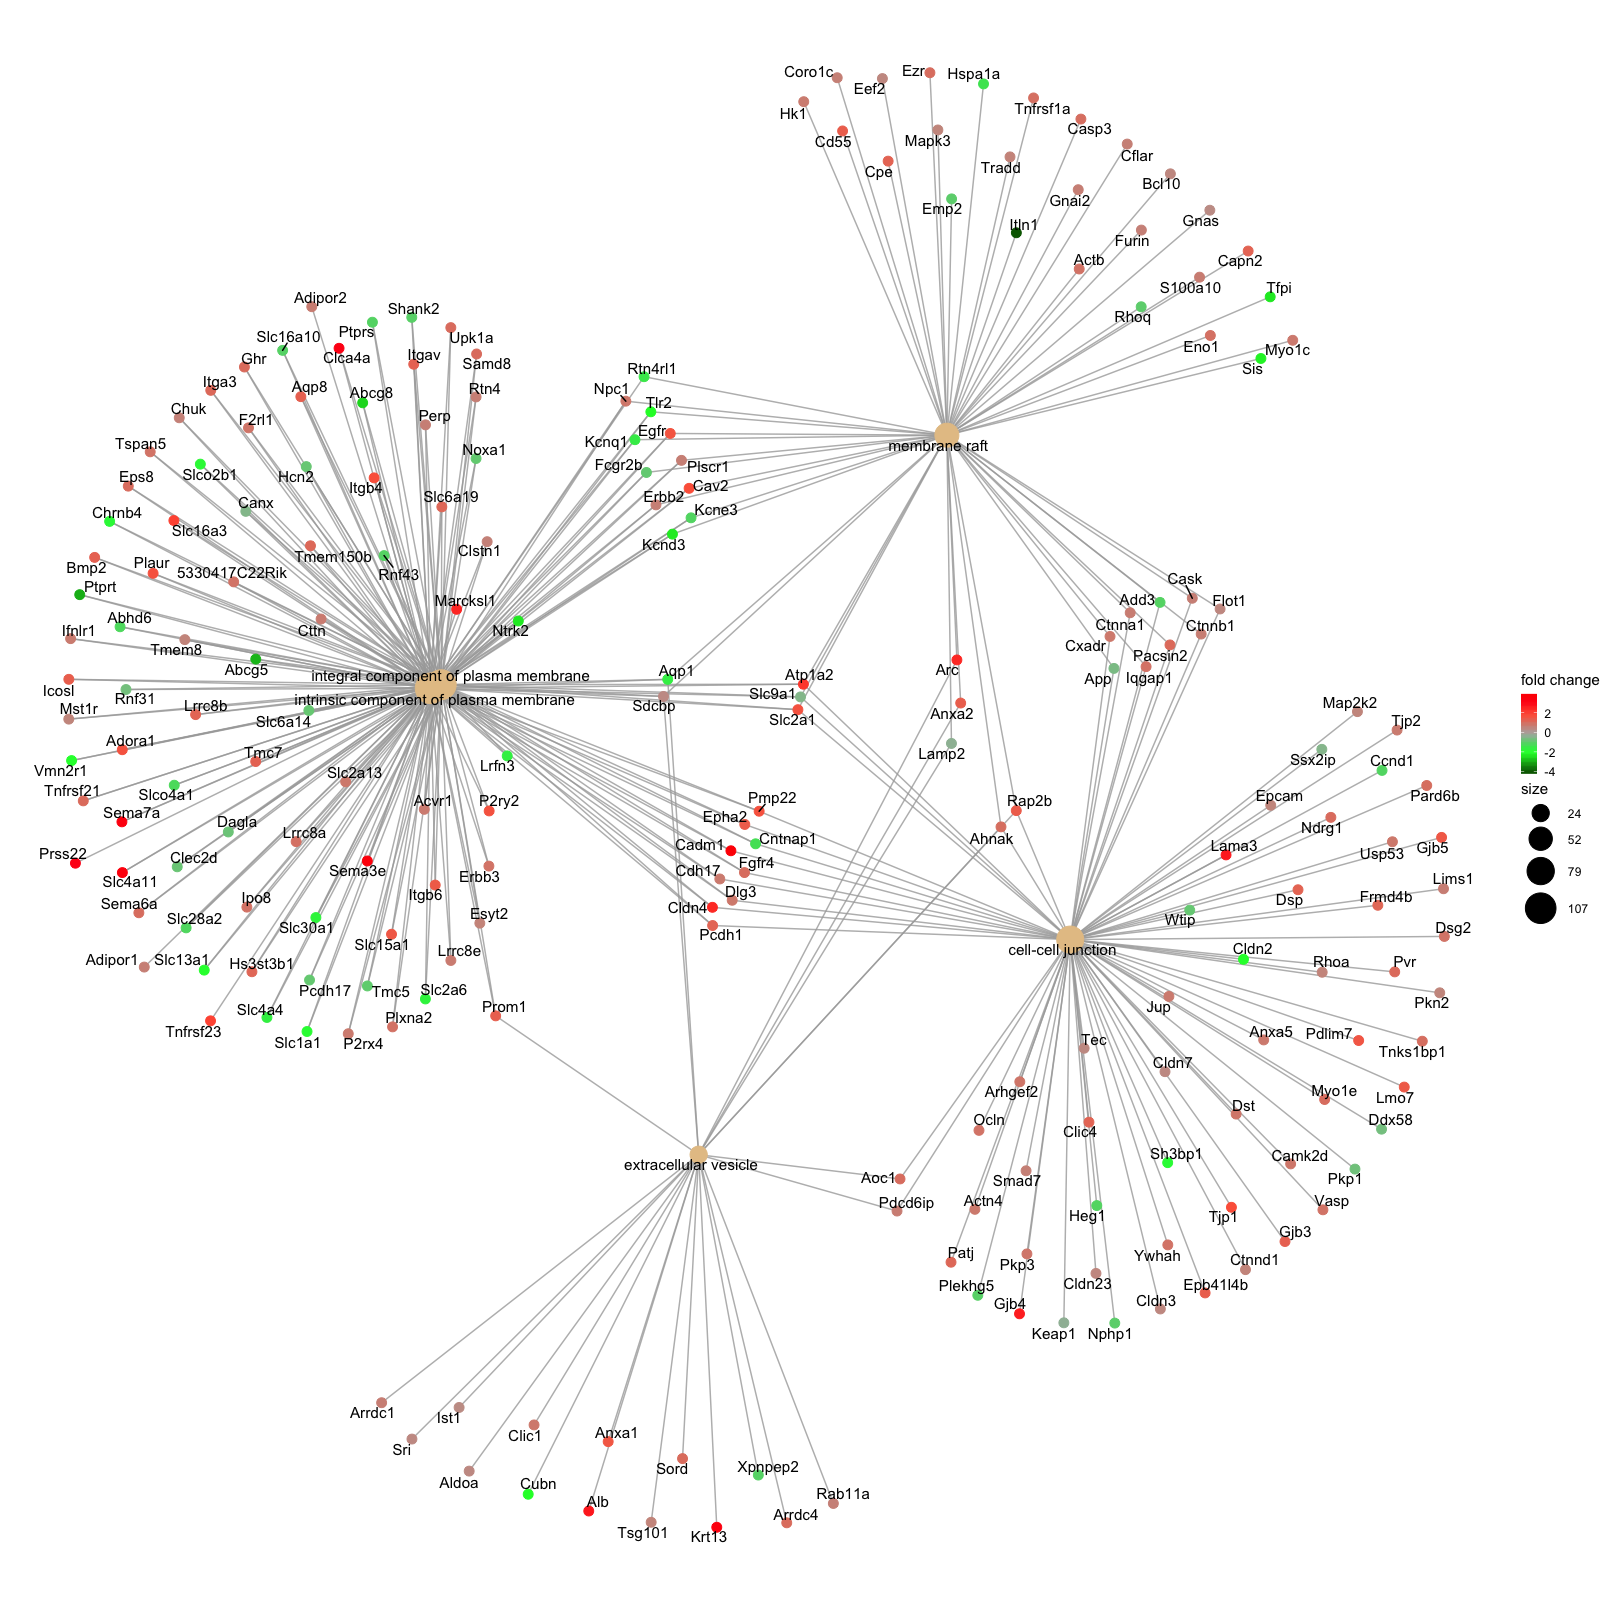 Coro1c
Eef2
Ezr
Hspa1a
Hk1
Tnfrsf1a
Cd55
Mapk3
Casp3
Cpe
Tradd
Cflar
Bcl10
Emp2
Gnai2
Gnas
Itln1
Furin
Actb
Capn2
S100a10
Tfpi
Rhoq
Eno1
Myo1c
Sis
membrane raft
Adipor2
Shank2
Slc16a10
Ptprs
Upk1a
Ghr
Clca4a
Itgav
Samd8
Itga3
Aqp8
Abcg8
Rtn4
Chuk
F2rl1
Perp
Tspan5
Noxa1
Eps8
Slco2b1
Hcn2
Itgb4
Slc6a19
Chrnb4
Canx
Slc16a3
Tmem150b
Clstn1
Bmp2
Plaur
5330417C22Rik
Rnf43
Ptprt
Marcksl1
Abhd6
Cttn
Ntrk2
Ifnlr1
Tmem8
Abcg5
integral component of plasma membrane
intrinsic component of plasma membrane
Icosl
Rnf31
Mst1r
Lrrc8b
Slc6a14
Adora1
Tmc7
Lrfn3
Vmn2r1
Slc2a13
Tnfrsf21
Slco4a1
Acvr1
P2ry2
Sema7a
Dagla
Lrrc8a
Prss22
Clec2d
Sema3e
Erbb3
Slc4a11
Itgb6
Sema6a
Ipo8
Esyt2
Slc28a2
Slc30a1
Slc15a1
Lrrc8e
Adipor1
Slc13a1
Hs3st3b1
Pcdh17
Tmc5
Slc2a6
Prom1
Tnfrsf23
Slc4a4
Slc1a1
P2rx4
Plxna2
Rtn4rl1
Npc1
Tlr2
Kcnq1
Egfr
Fcgr2b
Plscr1
Erbb2
Cav2
Kcne3
Kcnd3
Aqp1
Sdcbp
Atp1a2
Slc9a1
Slc2a1
Arc
Anxa2
Lamp2
Cask
Add3
Flot1
Ctnna1
Ctnnb1
Cxadr
Pacsin2
App
Iqgap1
Pmp22
Epha2
Cntnap1
Cadm1
Fgfr4
Cdh17
Dlg3
Cldn4
Pcdh1
Rap2b
Ahnak
Map2k2
Tjp2
Ssx2ip
Ccnd1
Epcam
Pard6b
Ndrg1
Lama3
Usp53
Gjb5
Dsp
Lims1
Frmd4b
Wtip
Dsg2
cell-cell junction
Cldn2
Rhoa
Pvr
Pkn2
Jup
Anxa5
Pdlim7
Tnks1bp1
Tec
Cldn7
Myo1e
Lmo7
Arhgef2
Dst
Ddx58
Ocln
Clic4
Sh3bp1
Camk2d
Pkp1
Smad7
Actn4
Heg1
Tjp1
Vasp
Gjb3
Patj
Pkp3
Ywhah
Ctnnd1
Plekhg5
Cldn23
Epb41l4b
Gjb4
Cldn3
Keap1
Nphp1
extracellular vesicle
Aoc1
Pdcd6ip
Arrdc1
Ist1
Sri
Clic1
Anxa1
Aldoa
Cubn
Sord
Xpnpep2
Alb
Rab11a
Tsg101
Krt13
Arrdc4
fold change
2
0
-2
-4
size
24
52
79
107